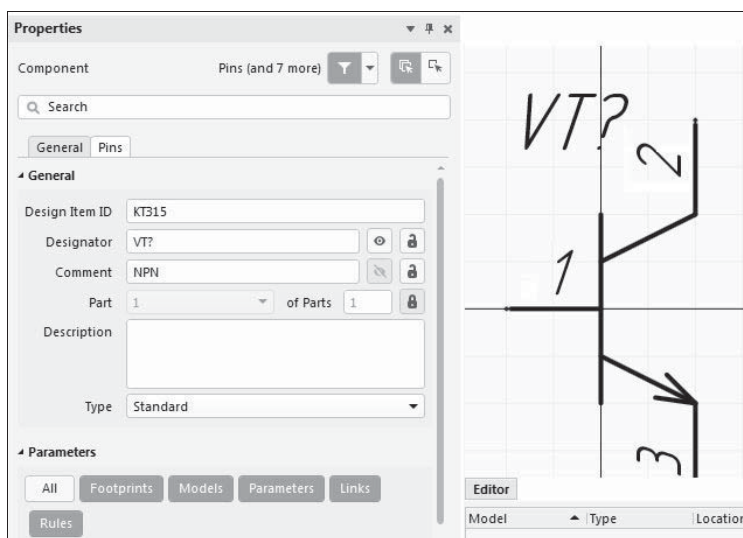 Properties
Component Pins (and 7 more)
Search
General Pins
General
Design Item ID KT315
Designator VT?
Comment NPN
Part 1 of Parts 1
Description
Type Standard
Parameters
All Footprints Models Parameters Links
Rules
VT?
2
1
3
Editor
Model Type Location